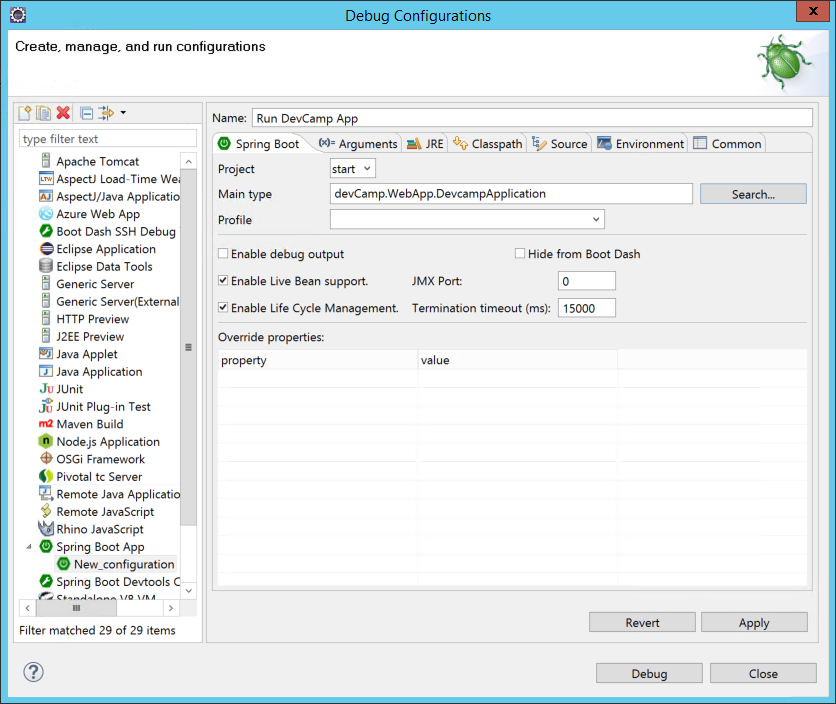 Debug Configurations
x
Create, manage, and run configurations
type filter text
Apache Tomcat
AspectJ Load-Time Wea
AspectJ/Java Applicatio
Azure Web App
Boot Dash SSH Debug
Eclipse Application
Eclipse Data Tools
Generic Server
Generic Server(External
HTTP Preview
J2EE Preview
Java Applet
Java Application
JUnit
JUnit Plug-in Test
Maven Build
Node.js Application
OSGi Framework
Pivotal tc Server
Remote Java Applicatio
Remote JavaScript
Rhino JavaScript
Spring Boot App
New_configuration
Spring Boot Devtools C
Standalone V8 VM
Filter matched 29 of 29 items
Name: Run DevCamp App
Spring Boot (x)= Arguments JRE Classpath Source Environment Common
Project start
Main type devCamp.WebApp.DevcampApplication Search...
Profile
Enable debug output Hide from Boot Dash
Enable Live Bean support. JMX Port: 0
Enable Life Cycle Management. Termination timeout (ms): 15000
Override properties:
property value
Revert Apply
? Debug Close